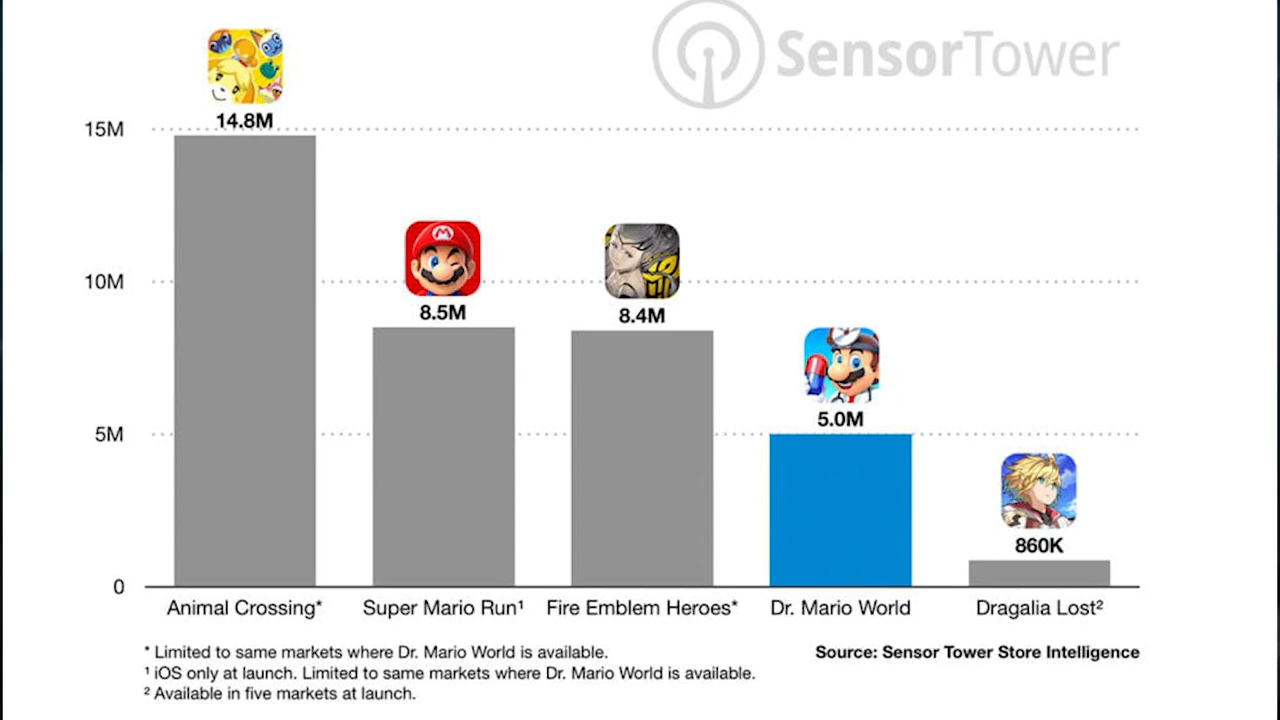 SensorTower
14.8M
15M
8.5M
8.4M
10M
5.0M
5M
860K
0
Animal Crossing* Super Mario Run¹ Fire Emblem Heroes* Dr. Mario World Dragalia Lost²
* Limited to same markets where Dr. Mario World is available.
Source: Sensor Tower Store Intelligence
¹ iOS only at launch. Limited to same markets where Dr. Mario World is available.
² Available in five markets at launch.